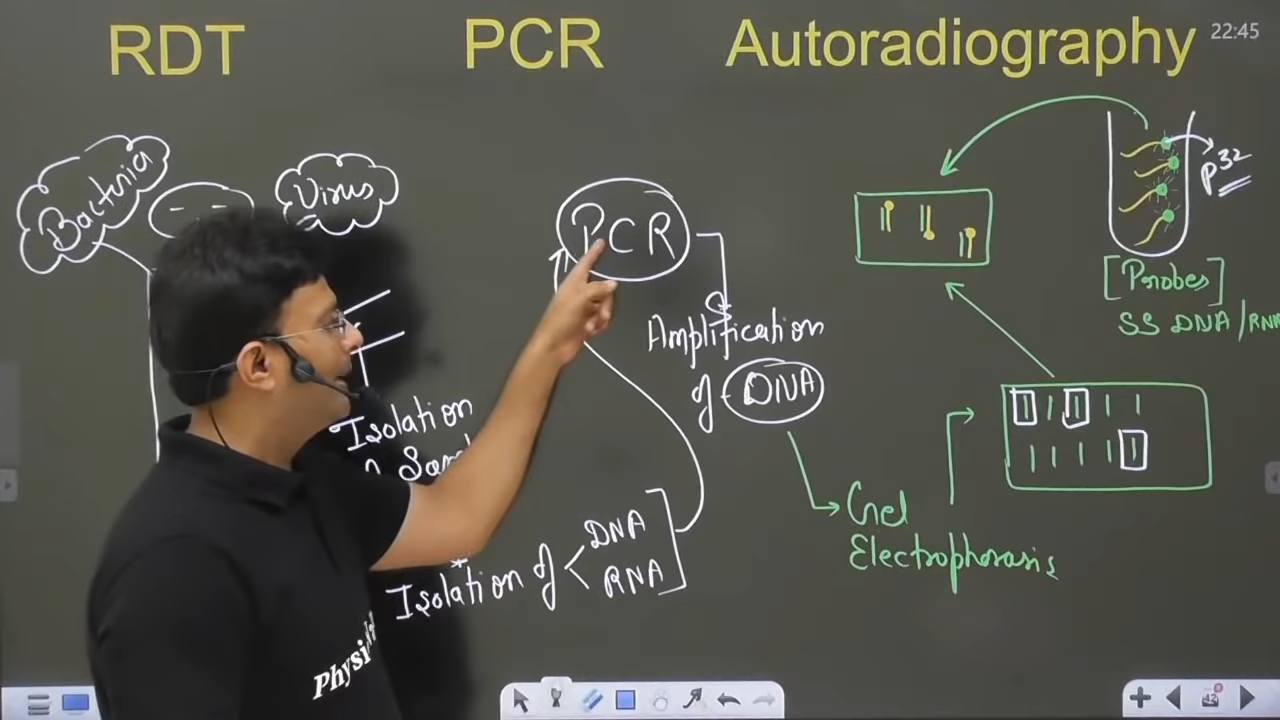 RDT
PCR
Autoradiography
22:45
Bacteria
Virus
PCR
P32
[Probes]
SS DNA/RNA
Amplification
of DNA
Isolation
Isolation of
DNA
RNA
Gel
Electrophorasis
Physi